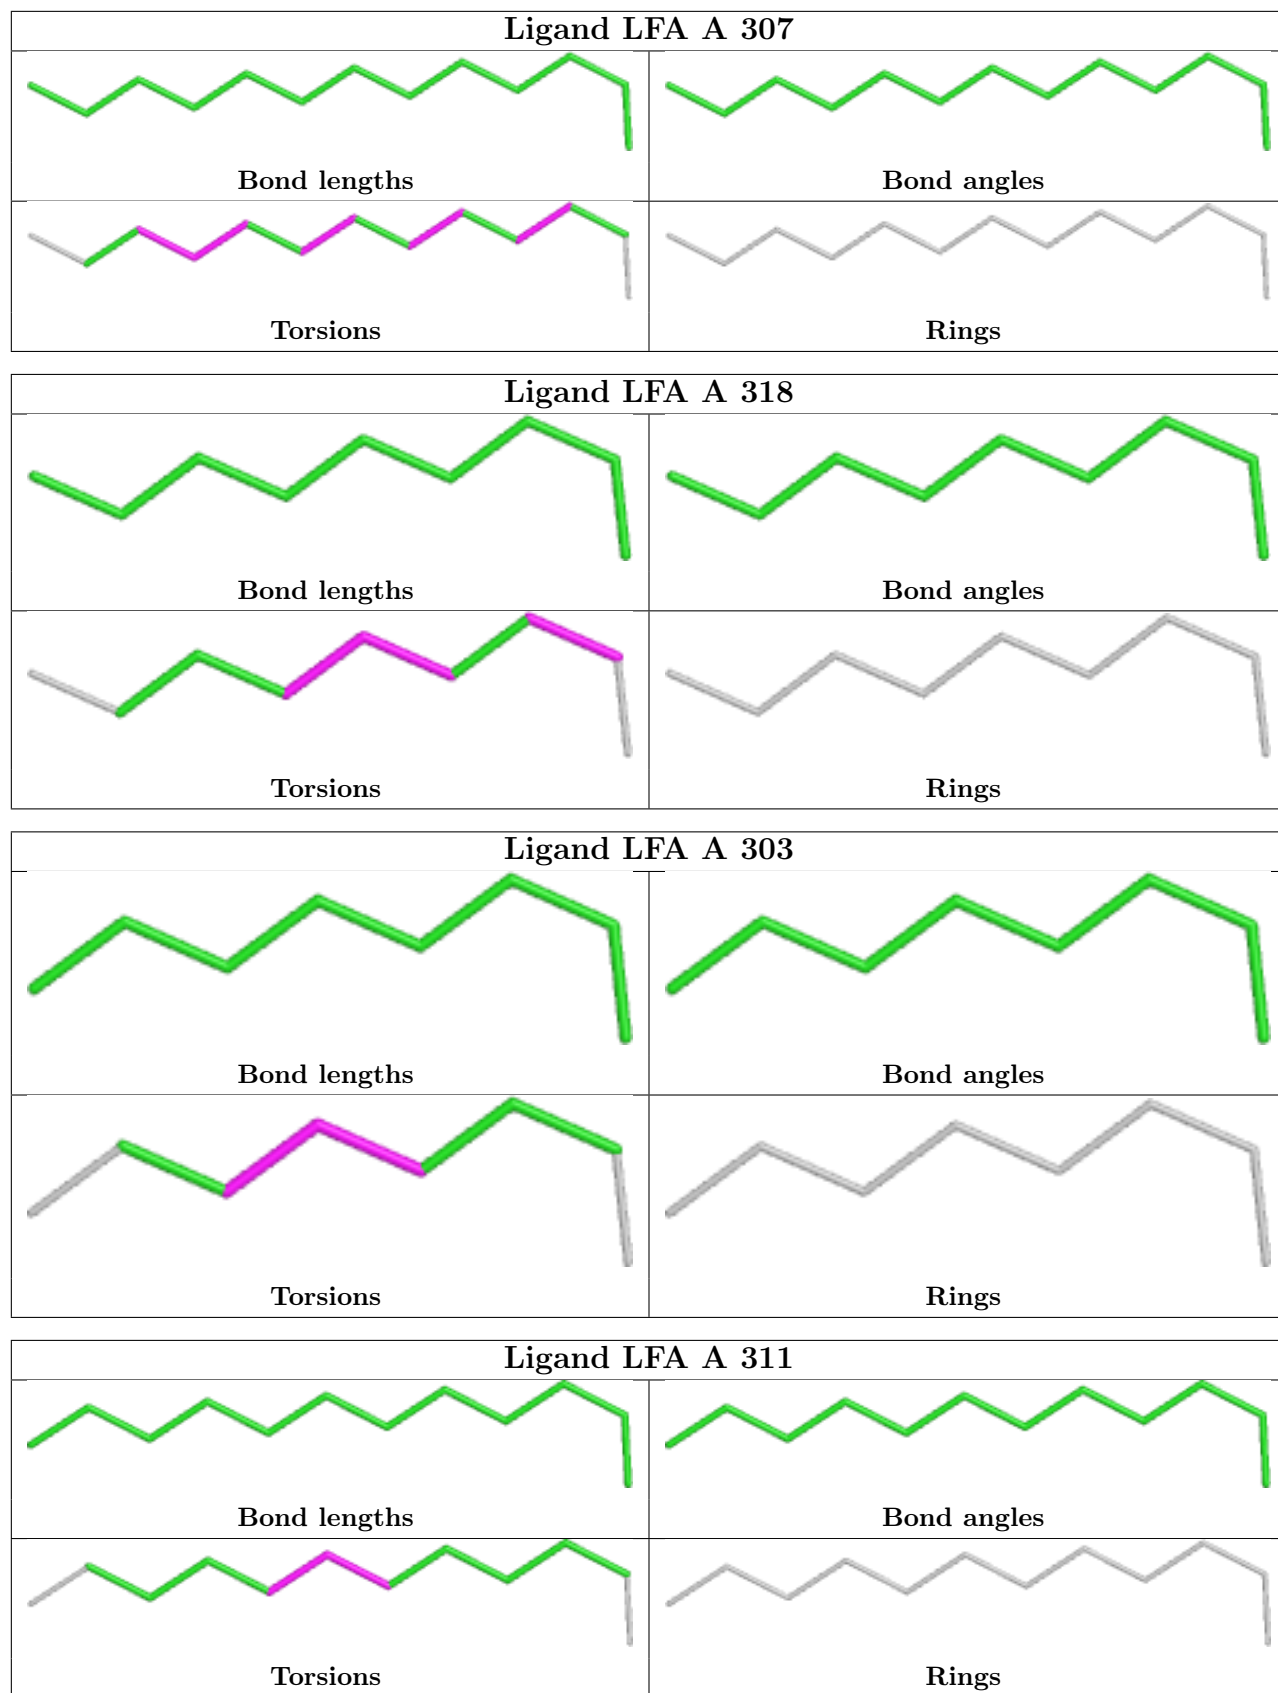 Ligand LFA A 307
Bond lengths
Bond angles
Torsions
Rings
Ligand LFA A 318
Bond lengths
Bond angles
Torsions
Rings
Ligand LFA A 303
Bond lengths
Bond angles
Torsions
Rings
Ligand LFA A 311
Bond lengths
Bond angles
Torsions
Rings